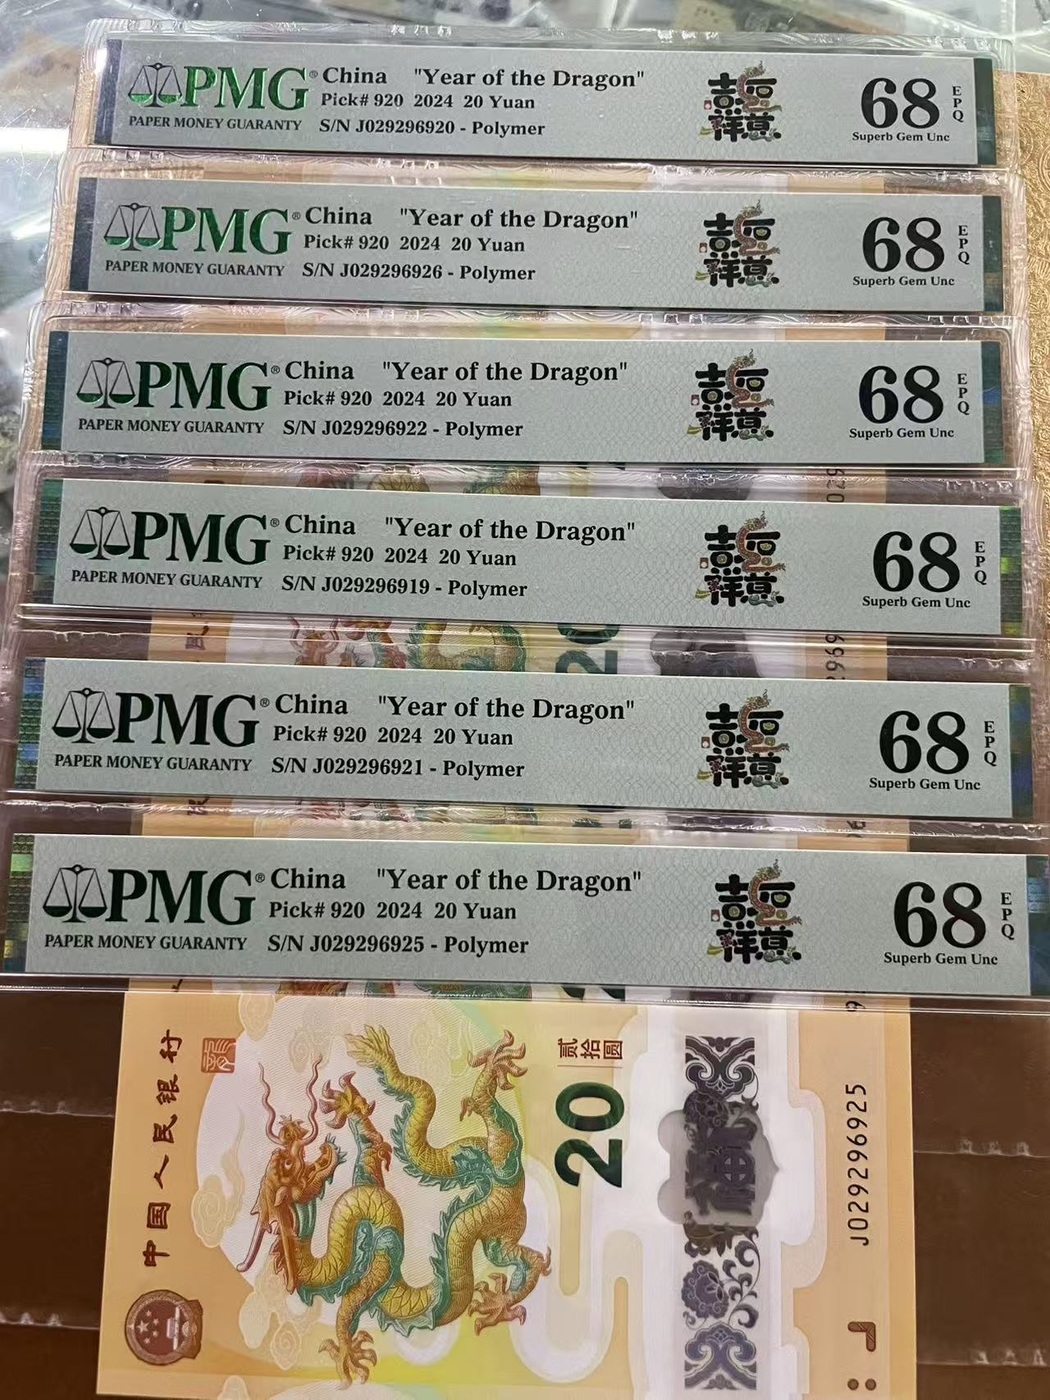 PMG® China "Year of the Dragon"
Pick# 920 2024 20 Yuan
PAPER MONEY GUARANTY S/N J029296920 - Polymer
吉祥如意
68 EPQ
Superb Gem Unc
PMG® China "Year of the Dragon"
Pick# 920 2024 20 Yuan
PAPER MONEY GUARANTY S/N J029296926 - Polymer
68 EPQ
Superb Gem Unc
PMG® China "Year of the Dragon"
Pick# 920 2024 20 Yuan
PAPER MONEY GUARANTY S/N J029296922 - Polymer
68 EPQ
Superb Gem Unc
PMG® China "Year of the Dragon"
Pick# 920 2024 20 Yuan
PAPER MONEY GUARANTY S/N J029296919 - Polymer
68 EPQ
Superb Gem Unc
PMG® China "Year of the Dragon"
Pick# 920 2024 20 Yuan
PAPER MONEY GUARANTY S/N J029296921 - Polymer
68 EPQ
Superb Gem Unc
PMG® China "Year of the Dragon"
Pick# 920 2024 20 Yuan
PAPER MONEY GUARANTY S/N J029296925 - Polymer
68 EPQ
Superb Gem Unc
中国人民银行
贰拾圆
20
J029296925